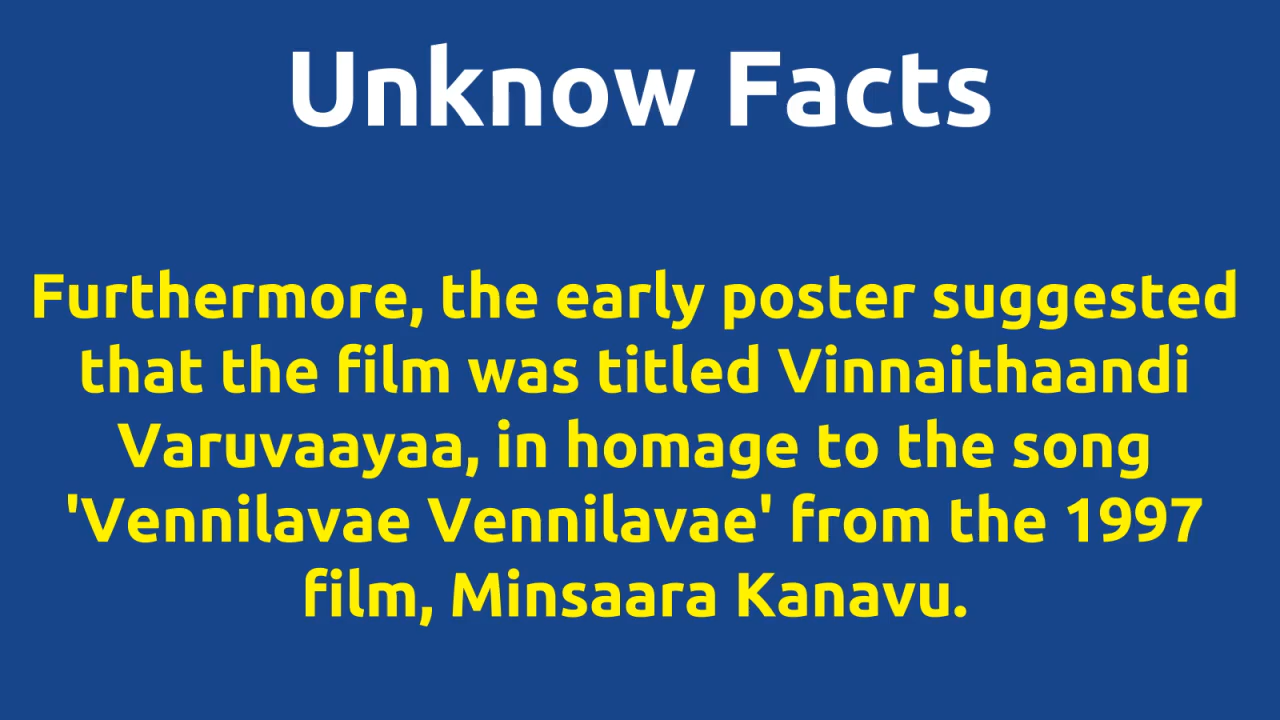 Unknow Facts
Furthermore, the early poster suggested
that the film was titled Vinnaithaandi
Varuvaayaa, in homage to the song
'Vennilavae Vennilavae' from the 1997
film, Minsaara Kanavu.